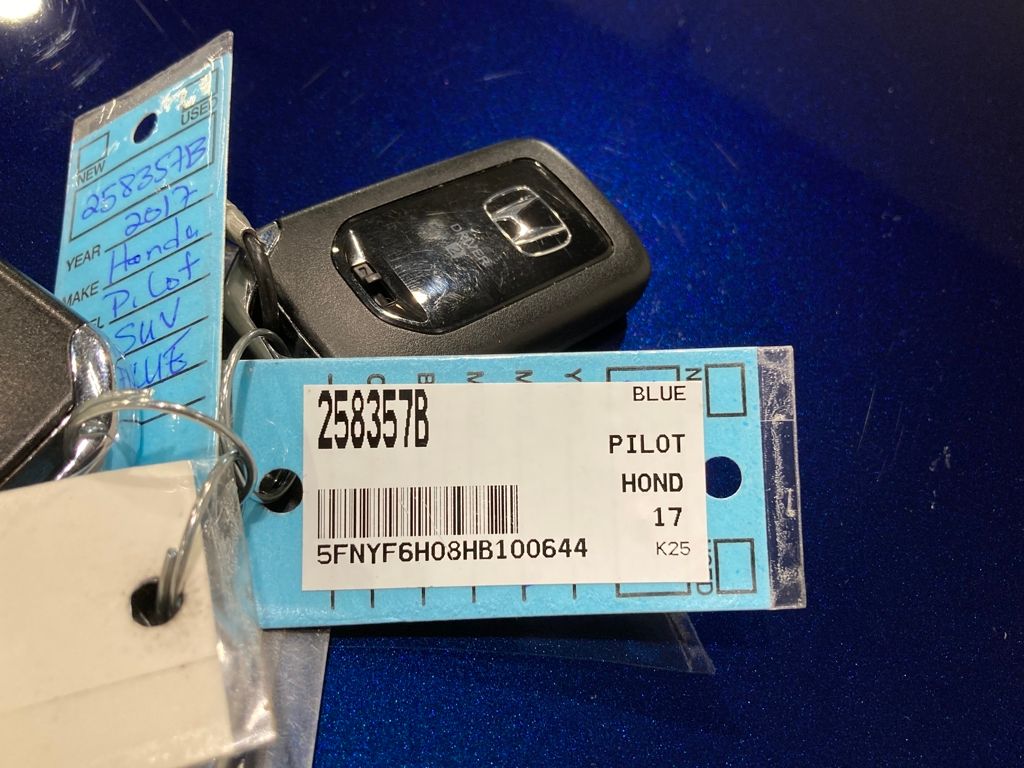 NEW
USED
258357B
YEAR 2017
MAKE Honda
Pilot
SUV
BLUE
258357B
BLUE
PILOT
HOND
17
5FNYF6H08HB100644
K25